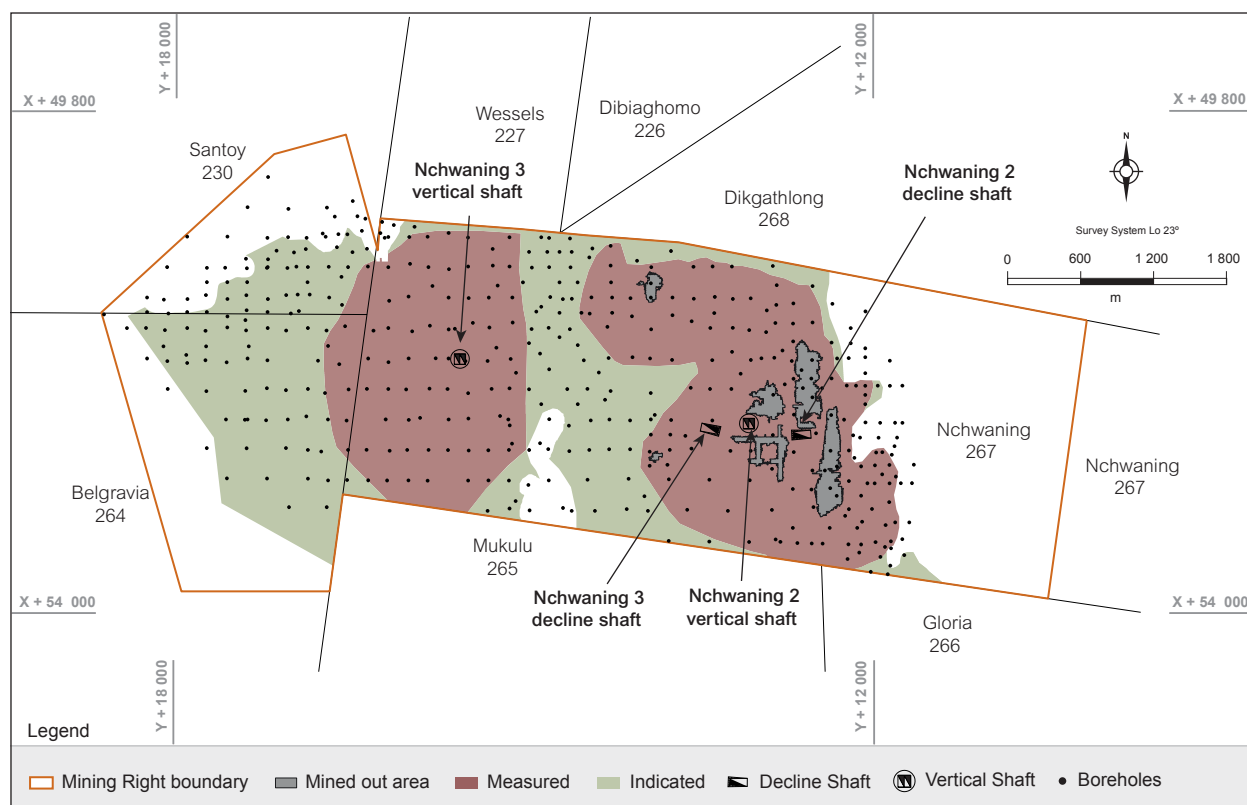 Y + 18 000
Y + 12 000
X + 49 800
X + 49 800
Wessels
227
Dibiaghomo
226
Santoy
230
Nchwaning 3
vertical shaft
Nchwaning 2
decline shaft
N
Dikgathlong
268
Survey System Lo 23º
0 600 1 200 1 800
m
Nchwaning
267
Nchwaning
267
Belgravia
264
Mukulu
265
Nchwaning 3
decline shaft
Nchwaning 2
vertical shaft
Gloria
266
X + 54 000
X + 54 000
Y + 18 000
Y + 12 000
Legend
Mining Right boundary Mined out area Measured Indicated Decline Shaft Vertical Shaft Boreholes